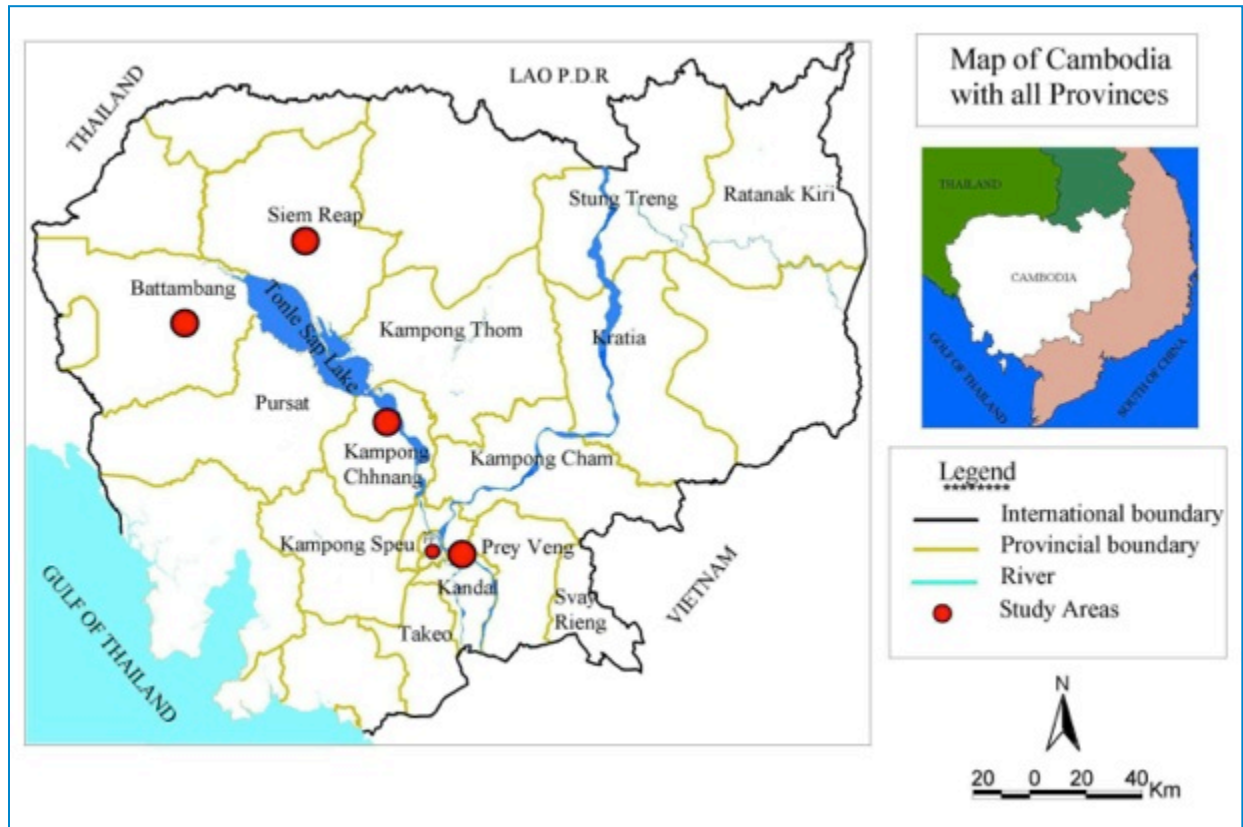 Map of Cambodia
with all Provinces
THAILAND
LAO P.D.R
Stung Treng
Ratanak Kiri
Siem Reap
Battambang
Tonle Sap Lake
Kampong Thom
Kratia
Pursat
Kampong
Chhnang
Kampong Cham
Kampong Speu
Prey Veng
Kandal
Svay
Rieng
Takeo
VIETNAM
GULF OF THAILAND
THAILAND
CAMBODIA
GOLF OF THAILAND
SOUTH OF CHINA
Legend
********
International boundary
Provincial boundary
River
Study Areas
N
20 0 20 40 Km